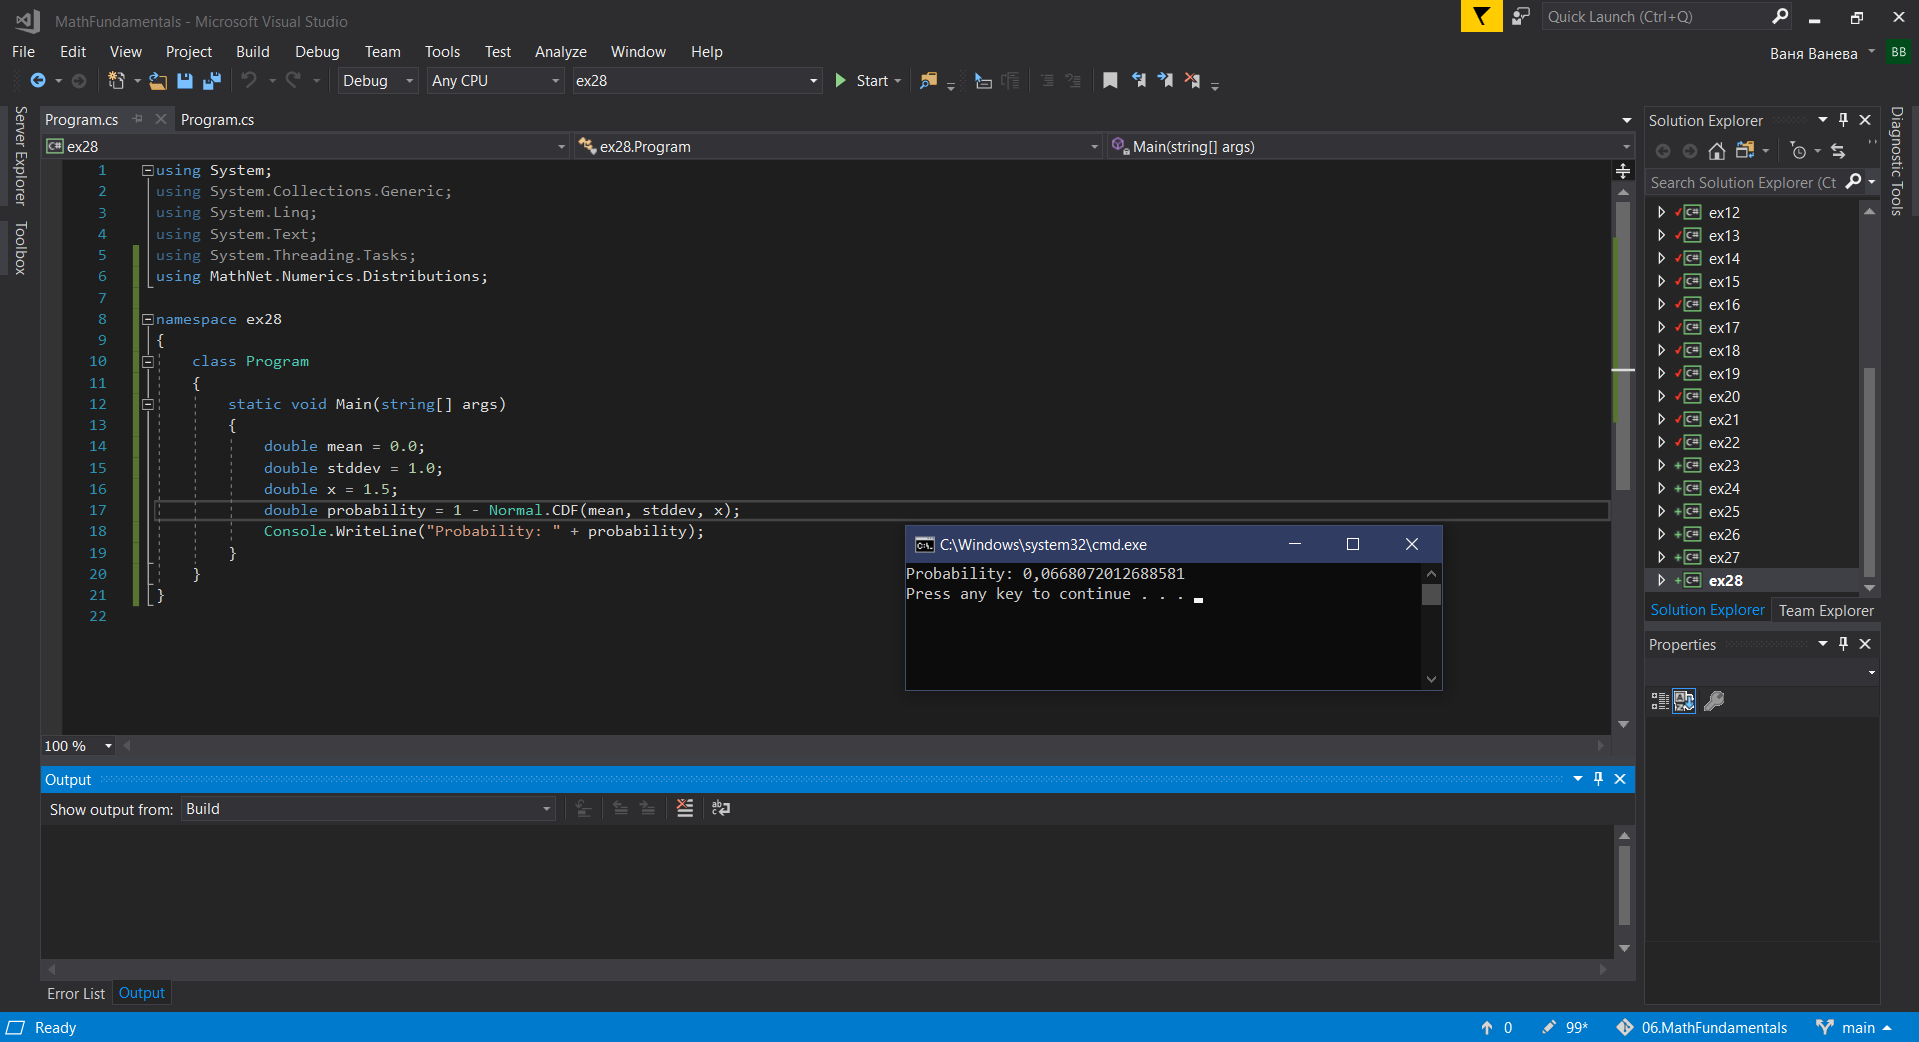 MathFundamentals - Microsoft Visual Studio
Quick Launch (Ctrl+Q)
File Edit View Project Build Debug Team Tools Test Analyze Window Help
Ваня Ванева BB
Debug Any CPU ex28 Start
Server Explorer
Toolbox
Program.cs Program.cs
C# ex28 ex28.Program Main(string[] args)
1 using System;
2 using System.Collections.Generic;
3 using System.Linq;
4 using System.Text;
5 using System.Threading.Tasks;
6 using MathNet.Numerics.Distributions;
7
8 namespace ex28
9 {
10 class Program
11 {
12 static void Main(string[] args)
13 {
14 double mean = 0.0;
15 double stddev = 1.0;
16 double x = 1.5;
17 double probability = 1 - Normal.CDF(mean, stddev, x);
18 Console.WriteLine("Probability: " + probability);
19 }
20 }
21 }
22
C:\Windows\system32\cmd.exe
Probability: 0,0668072012688581
Press any key to continue . . .
100 %
Output
Show output from: Build
Error List Output
Solution Explorer
Search Solution Explorer (Ct
C# ex12
C# ex13
C# ex14
C# ex15
C# ex16
C# ex17
C# ex18
C# ex19
C# ex20
C# ex21
C# ex22
C# ex23
C# ex24
C# ex25
C# ex26
C# ex27
C# ex28
Solution Explorer Team Explorer
Properties
Diagnostic Tools
Ready 0 99* 06.MathFundamentals main